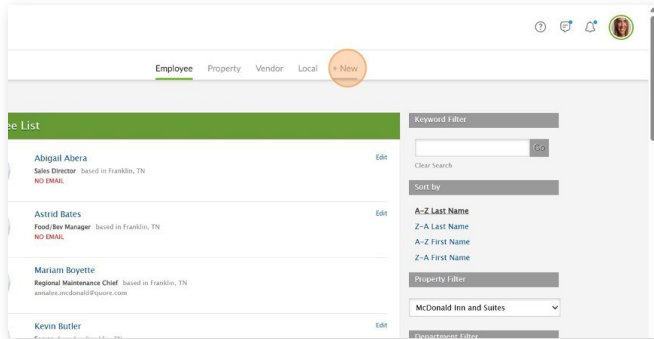 Employee Property Vendor Local + New
ee List
Abigail Abera
Edit
Sales Director based in Franklin, TN
NO EMAIL
Astrid Bates
Edit
Food/Bev Manager based in Franklin, TN
NO EMAIL
Mariam Boyette
Regional Maintenance Chief based in Franklin, TN
annalee.mcdonald@quore.com
Kevin Butler
Edit
Keyword Filter
Go
Clear Search
Sort by
A-Z Last Name
Z-A Last Name
A-Z First Name
Z-A First Name
Property Filter
McDonald Inn and Suites
Department Filter